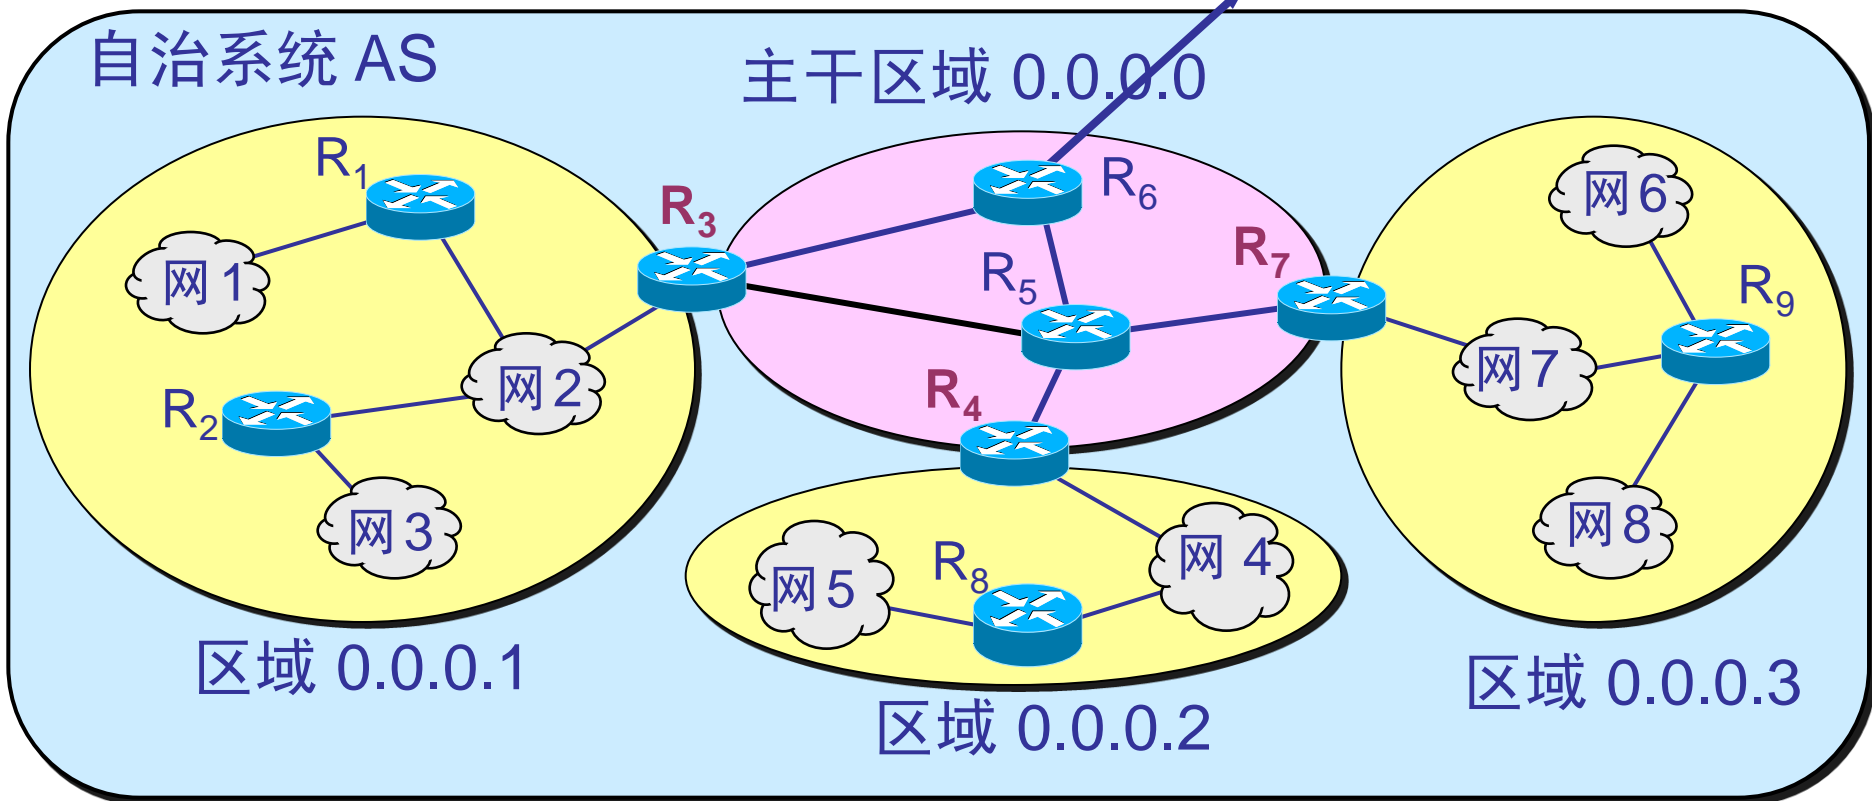 自治系统 AS
主干区域 0.0.0.0
R1
R3
R6
R7
网6
网1
R5
R9
网2
网7
R2
R4
网3
网8
网5
R8
网4
区域 0.0.0.1
区域 0.0.0.2
区域 0.0.0.3